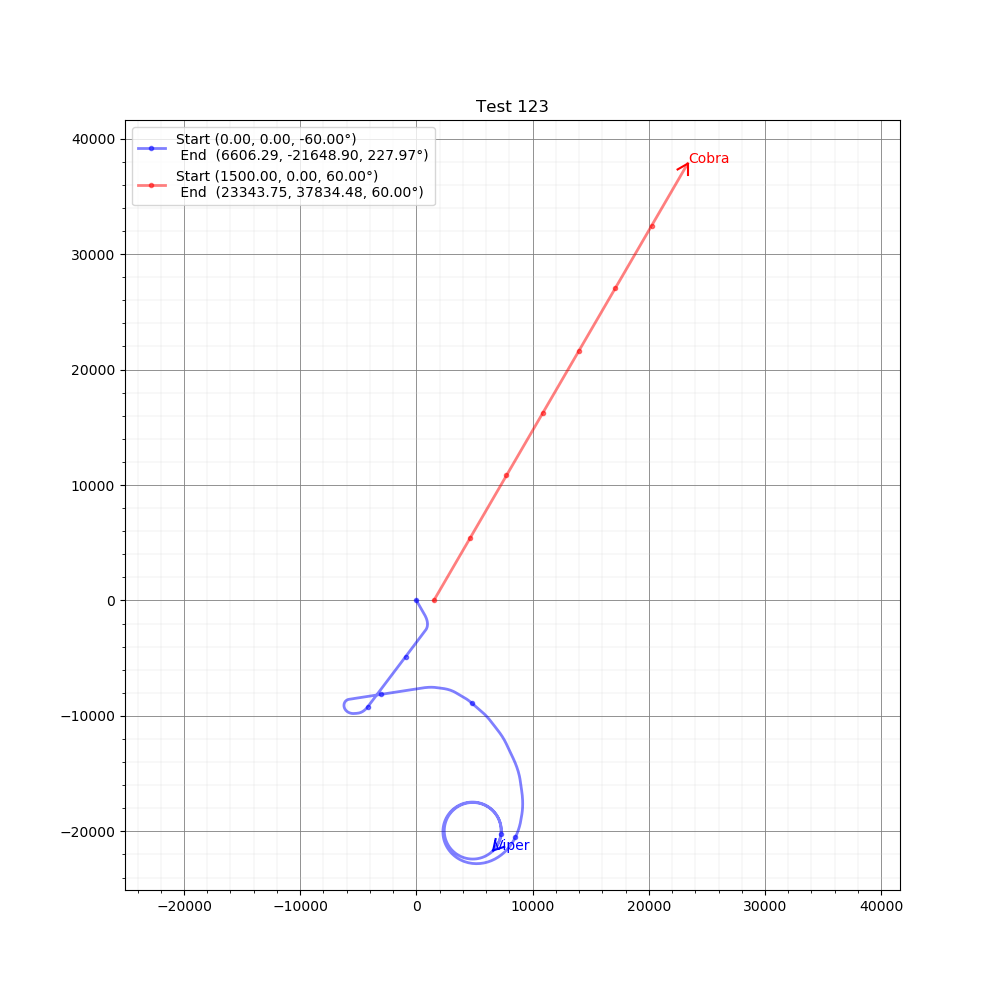 Test 123
Start (0.00, 0.00, -60.00°)
End (6606.29, -21648.90, 227.97°)
Start (1500.00, 0.00, 60.00°)
End (23343.75, 37834.48, 60.00°)
Cobra
Viper
40000
30000
20000
10000
0
−10000
−20000
−20000 −10000 0 10000 20000 30000 40000